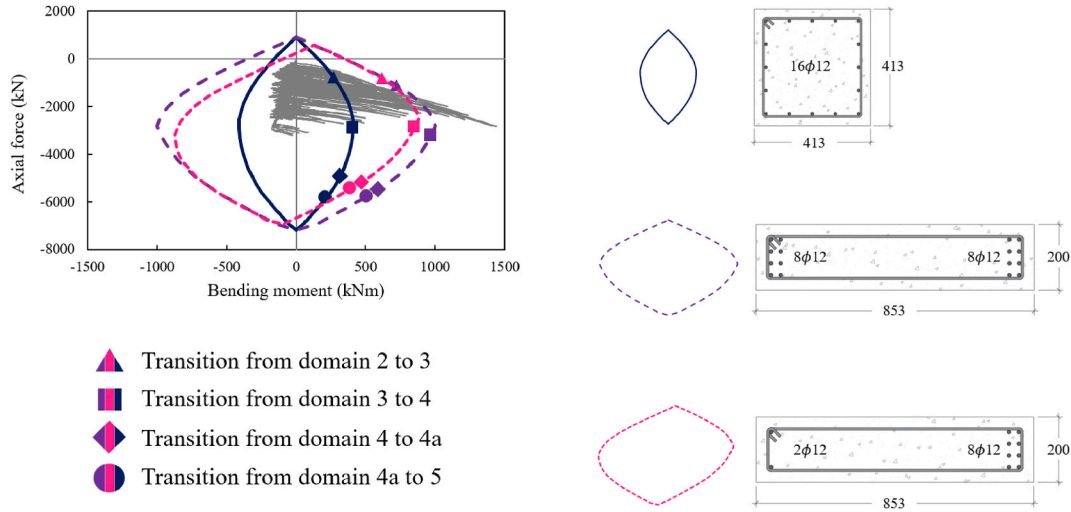 2000
0
-2000
-4000
-6000
-8000
Axial force (kN)
-1500 -1000 -500 0 500 1000 1500
Bending moment (kNm)
Transition from domain 2 to 3
Transition from domain 3 to 4
Transition from domain 4 to 4a
Transition from domain 4a to 5
16ϕ12
413
413
8ϕ12 8ϕ12
200
853
2ϕ12 8ϕ12
200
853